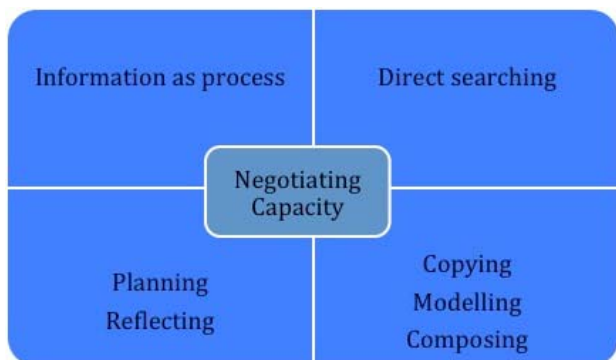 Information as process
Direct searching
Negotiating
Capacity
Planning
Reflecting
Copying
Modelling
Composing